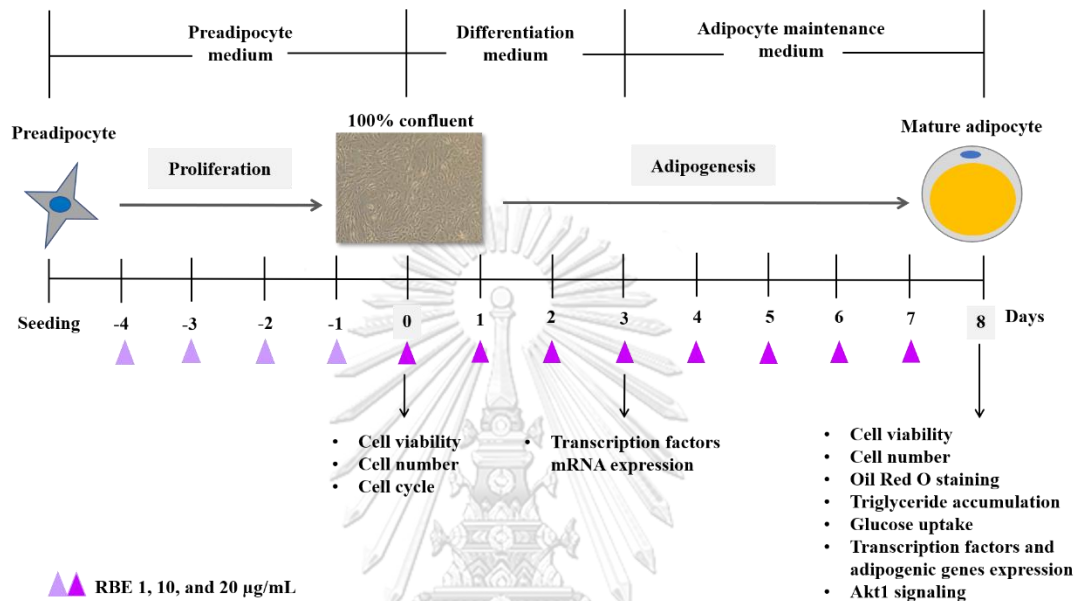 Preadipocyte
medium
Differentiation
medium
Adipocyte maintenance
medium
Preadipocyte
100% confluent
Mature adipocyte
Proliferation
Adipogenesis
Seeding -4 -3 -2 -1 0 1 2 3 4 5 6 7 8 Days
• Cell viability
• Cell number
• Cell cycle
• Transcription factors
mRNA expression
• Cell viability
• Cell number
• Oil Red O staining
• Triglyceride accumulation
• Glucose uptake
• Transcription factors and
adipogenic genes expression
• Akt1 signaling
RBE 1, 10, and 20 µg/mL